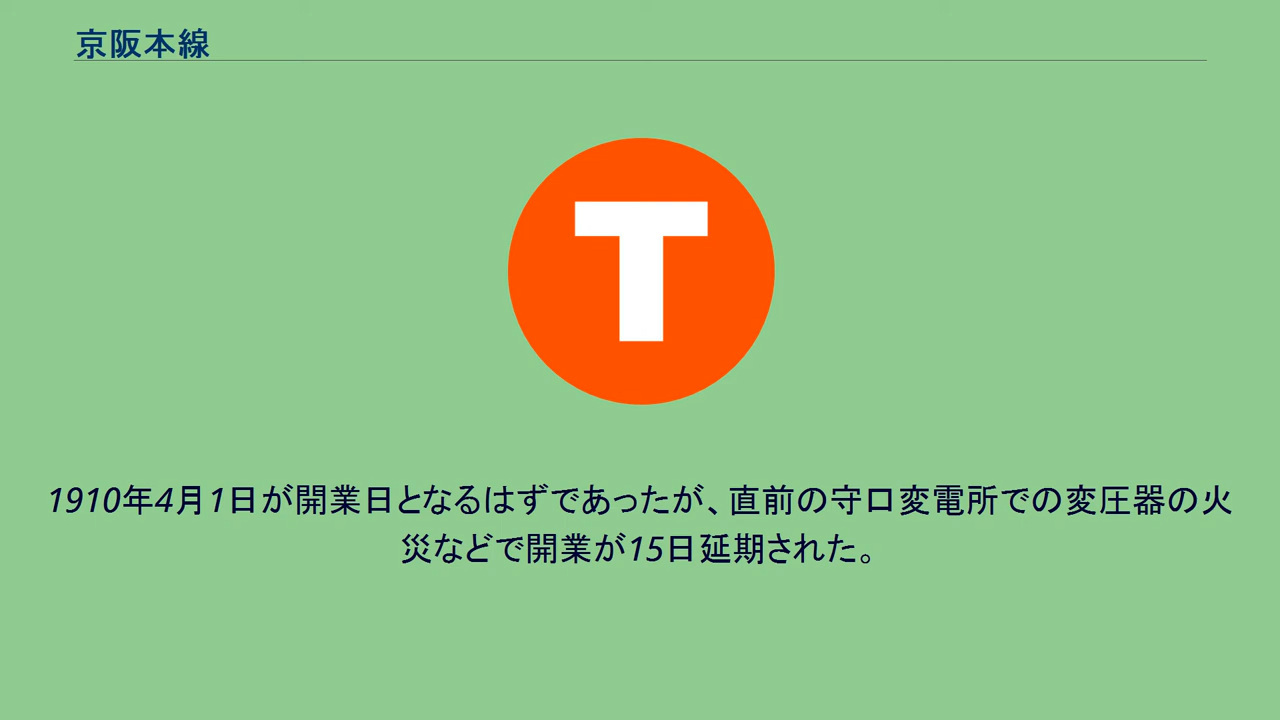 京阪本線
T
1910年4月1日が開業日となるはずであったが、直前の守口変電所での変圧器の火
災などで開業が15日延期された。